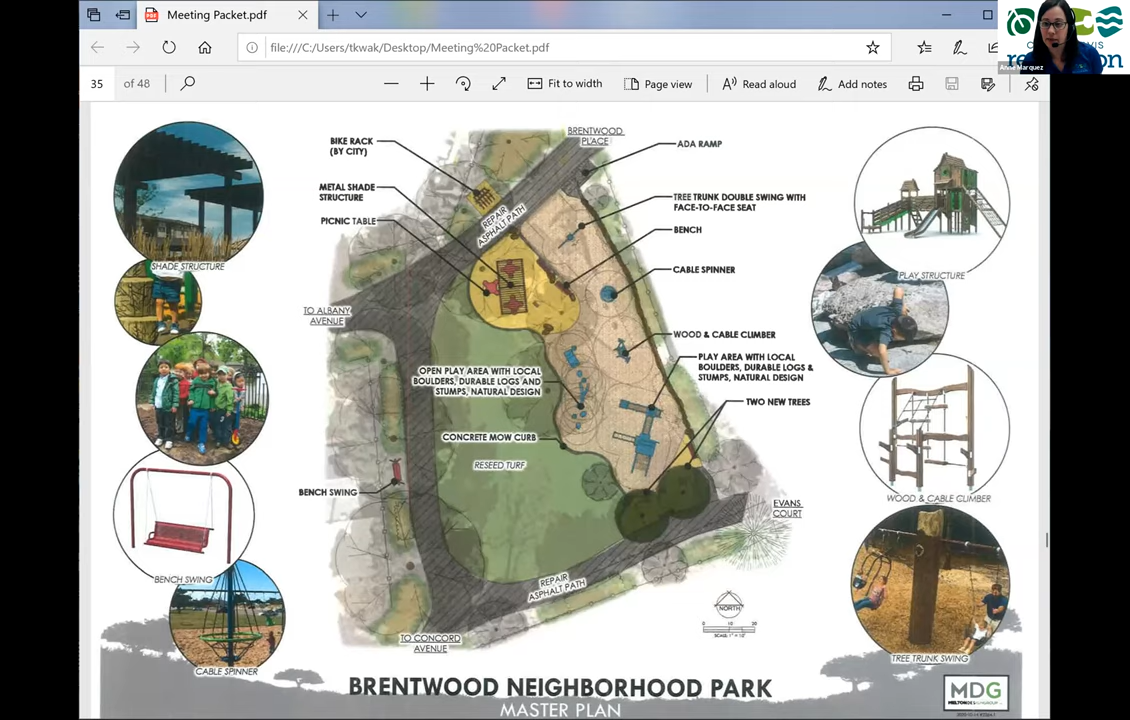 Meeting Packet.pdf
file:///C:/Users/tkwak/Desktop/Meeting%20Packet.pdf
35 of 48
Fit to width
Page view
Read aloud
Add notes
Anne Marquez
BRENTWOOD
PLACE
BIKE RACK
(BY CITY)
ADA RAMP
METAL SHADE
STRUCTURE
TREE TRUNK DOUBLE SWING WITH
FACE-TO-FACE SEAT
PICNIC TABLE
REPAIR
ASPHALT PATH
BENCH
SHADE STRUCTURE
CABLE SPINNER
PLAY STRUCTURE
TO ALBANY
AVENUE
WOOD & CABLE CLIMBER
PLAY AREA WITH LOCAL
BOULDERS, DURABLE LOGS &
STUMPS, NATURAL DESIGN
OPEN PLAY AREA WITH LOCAL
BOULDERS, DURABLE LOGS AND
STUMPS, NATURAL DESIGN
TWO NEW TREES
CONCRETE MOW CURB
RESEED TURF
BENCH SWING
WOOD & CABLE CLIMBER
EVANS
COURT
BENCH SWING
REPAIR
ASPHALT PATH
NORTH
0 10 20
SCALE: 1" = 10'
TO CONCORD
AVENUE
CABLE SPINNER
TREE TRUNK SWING
BRENTWOOD NEIGHBORHOOD PARK
MASTER PLAN
MDG